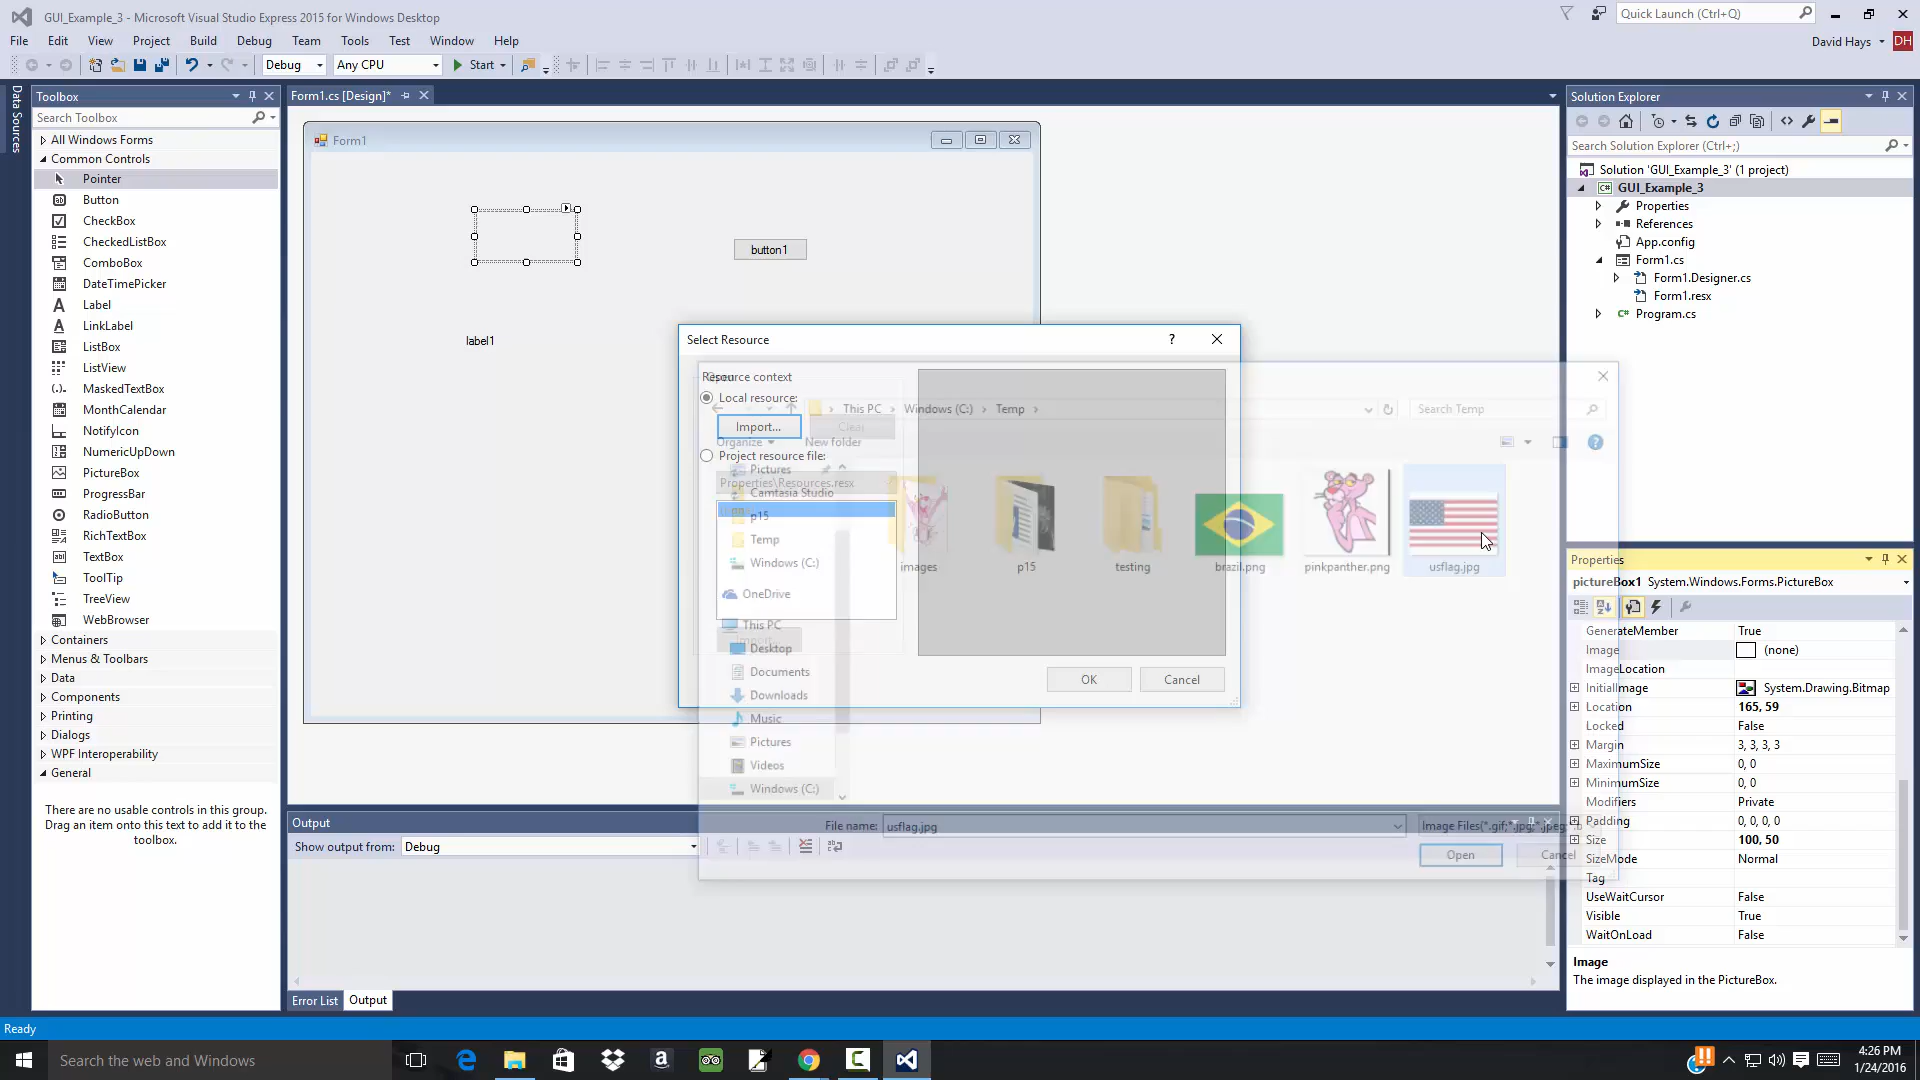 GUI_Example_3 - Microsoft Visual Studio Express 2015 for Windows Desktop
Quick Launch (Ctrl+Q)
File Edit View Project Build Debug Team Tools Test Window Help
David Hays DH
Debug Any CPU Start
Data Sources
Toolbox
Search Toolbox
All Windows Forms
Common Controls
Pointer
Button
CheckBox
CheckedListBox
ComboBox
DateTimePicker
Label
LinkLabel
ListBox
ListView
MaskedTextBox
MonthCalendar
NotifyIcon
NumericUpDown
PictureBox
ProgressBar
RadioButton
RichTextBox
TextBox
ToolTip
TreeView
WebBrowser
Containers
Menus & Toolbars
Data
Components
Printing
Dialogs
WPF Interoperability
General
There are no usable controls in this group.
Drag an item onto this text to add it to the
toolbox.
Form1.cs [Design]*
Form1
button1
label1
Select Resource
Resource context
Open
Local resource:
Import... Clear
Project resource file:
Properties\Resources.resx
Import...
OK Cancel
This PC Windows (C:) Temp
Search Temp
Organize New folder
Pictures
Camtasia Studio
p15
Temp
Windows (C:)
OneDrive
This PC
Desktop
Documents
Downloads
Music
Pictures
Videos
Windows (C:)
images p15 testing brazil.png pinkpanther.png usflag.jpg
File name: usflag.jpg
Image Files(*.gif;*.jpg;*.jpeg;*.b
Open Cancel
Output
Show output from: Debug
Error List Output
Solution Explorer
Search Solution Explorer (Ctrl+;)
Solution 'GUI_Example_3' (1 project)
GUI_Example_3
Properties
References
App.config
Form1.cs
Form1.Designer.cs
Form1.resx
Program.cs
Properties
pictureBox1 System.Windows.Forms.PictureBox
GenerateMember True
Image (none)
ImageLocation
InitialImage System.Drawing.Bitmap
Location 165, 59
Locked False
Margin 3, 3, 3, 3
MaximumSize 0, 0
MinimumSize 0, 0
Modifiers Private
Padding 0, 0, 0, 0
Size 100, 50
SizeMode Normal
Tag
UseWaitCursor False
Visible True
WaitOnLoad False
Image
The image displayed in the PictureBox.
Ready
Search the web and Windows
4:26 PM
1/24/2016